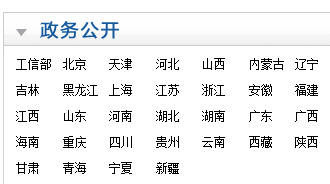 政务公开
工信部 北京 天津 河北 山西 内蒙古 辽宁
吉林 黑龙江 上海 江苏 浙江 安徽 福建
江西 山东 河南 湖北 湖南 广东 广西
海南 重庆 四川 贵州 云南 西藏 陕西
甘肃 青海 宁夏 新疆